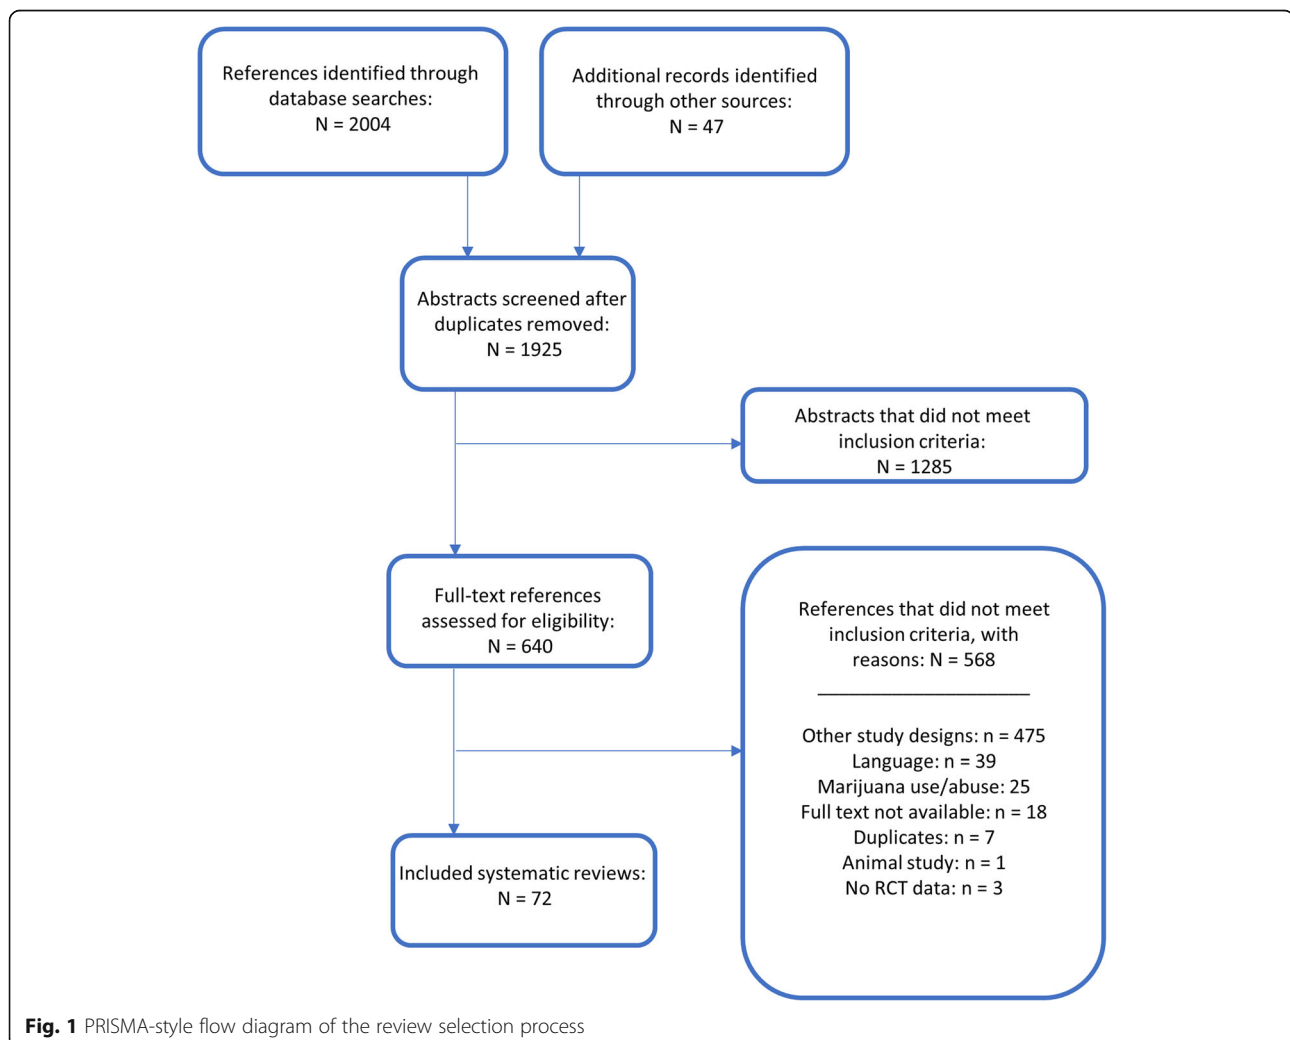 References identified through
database searches:
N = 2004
Additional records identified
through other sources:
N = 47
Abstracts screened after
duplicates removed:
N = 1925
Abstracts that did not meet
inclusion criteria:
N = 1285
Full-text references
assessed for eligibility:
N = 640
References that did not meet
inclusion criteria, with
reasons: N = 568
Other study designs: n = 475
Language: n = 39
Marijuana use/abuse: 25
Full text not available: n = 18
Duplicates: n = 7
Animal study: n = 1
No RCT data: n = 3
Included systematic reviews:
N = 72
Fig. 1 PRISMA-style flow diagram of the review selection process